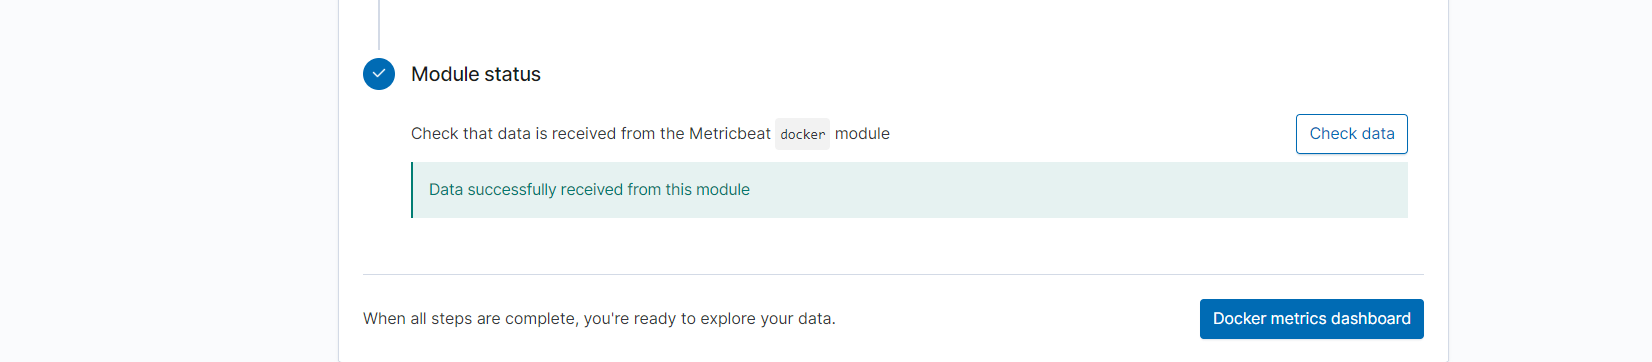 Module status
Check that data is received from the Metricbeat docker module
Check data
Data successfully received from this module
When all steps are complete, you're ready to explore your data.
Docker metrics dashboard